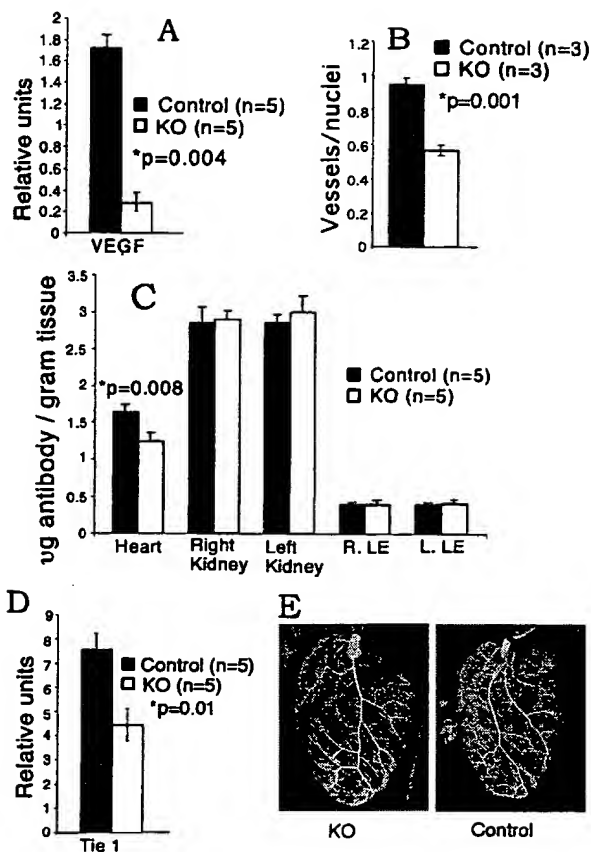 A
Relative units
2
1.8
1.6
1.4
1.2
1
0.8
0.6
0.4
0.2
0
Control (n=5)
KO (n=5)
*p=0.004
VEGF
B
Vessels/nuclei
1.2
1
0.8
0.6
0.4
0.2
0
Control (n=3)
KO (n=3)
*p=0.001
C
υg antibody / gram tissue
3.5
3
2.5
2
1.5
1
0.5
0
*p=0.008
Control (n=5)
KO (n=5)
Heart
Right
Kidney
Left
Kidney
R. LE
L. LE
D
Relative units
9
8
7
6
5
4
3
2
1
0
Control (n=5)
KO (n=5)
*p=0.01
Tie 1
E
KO
Control